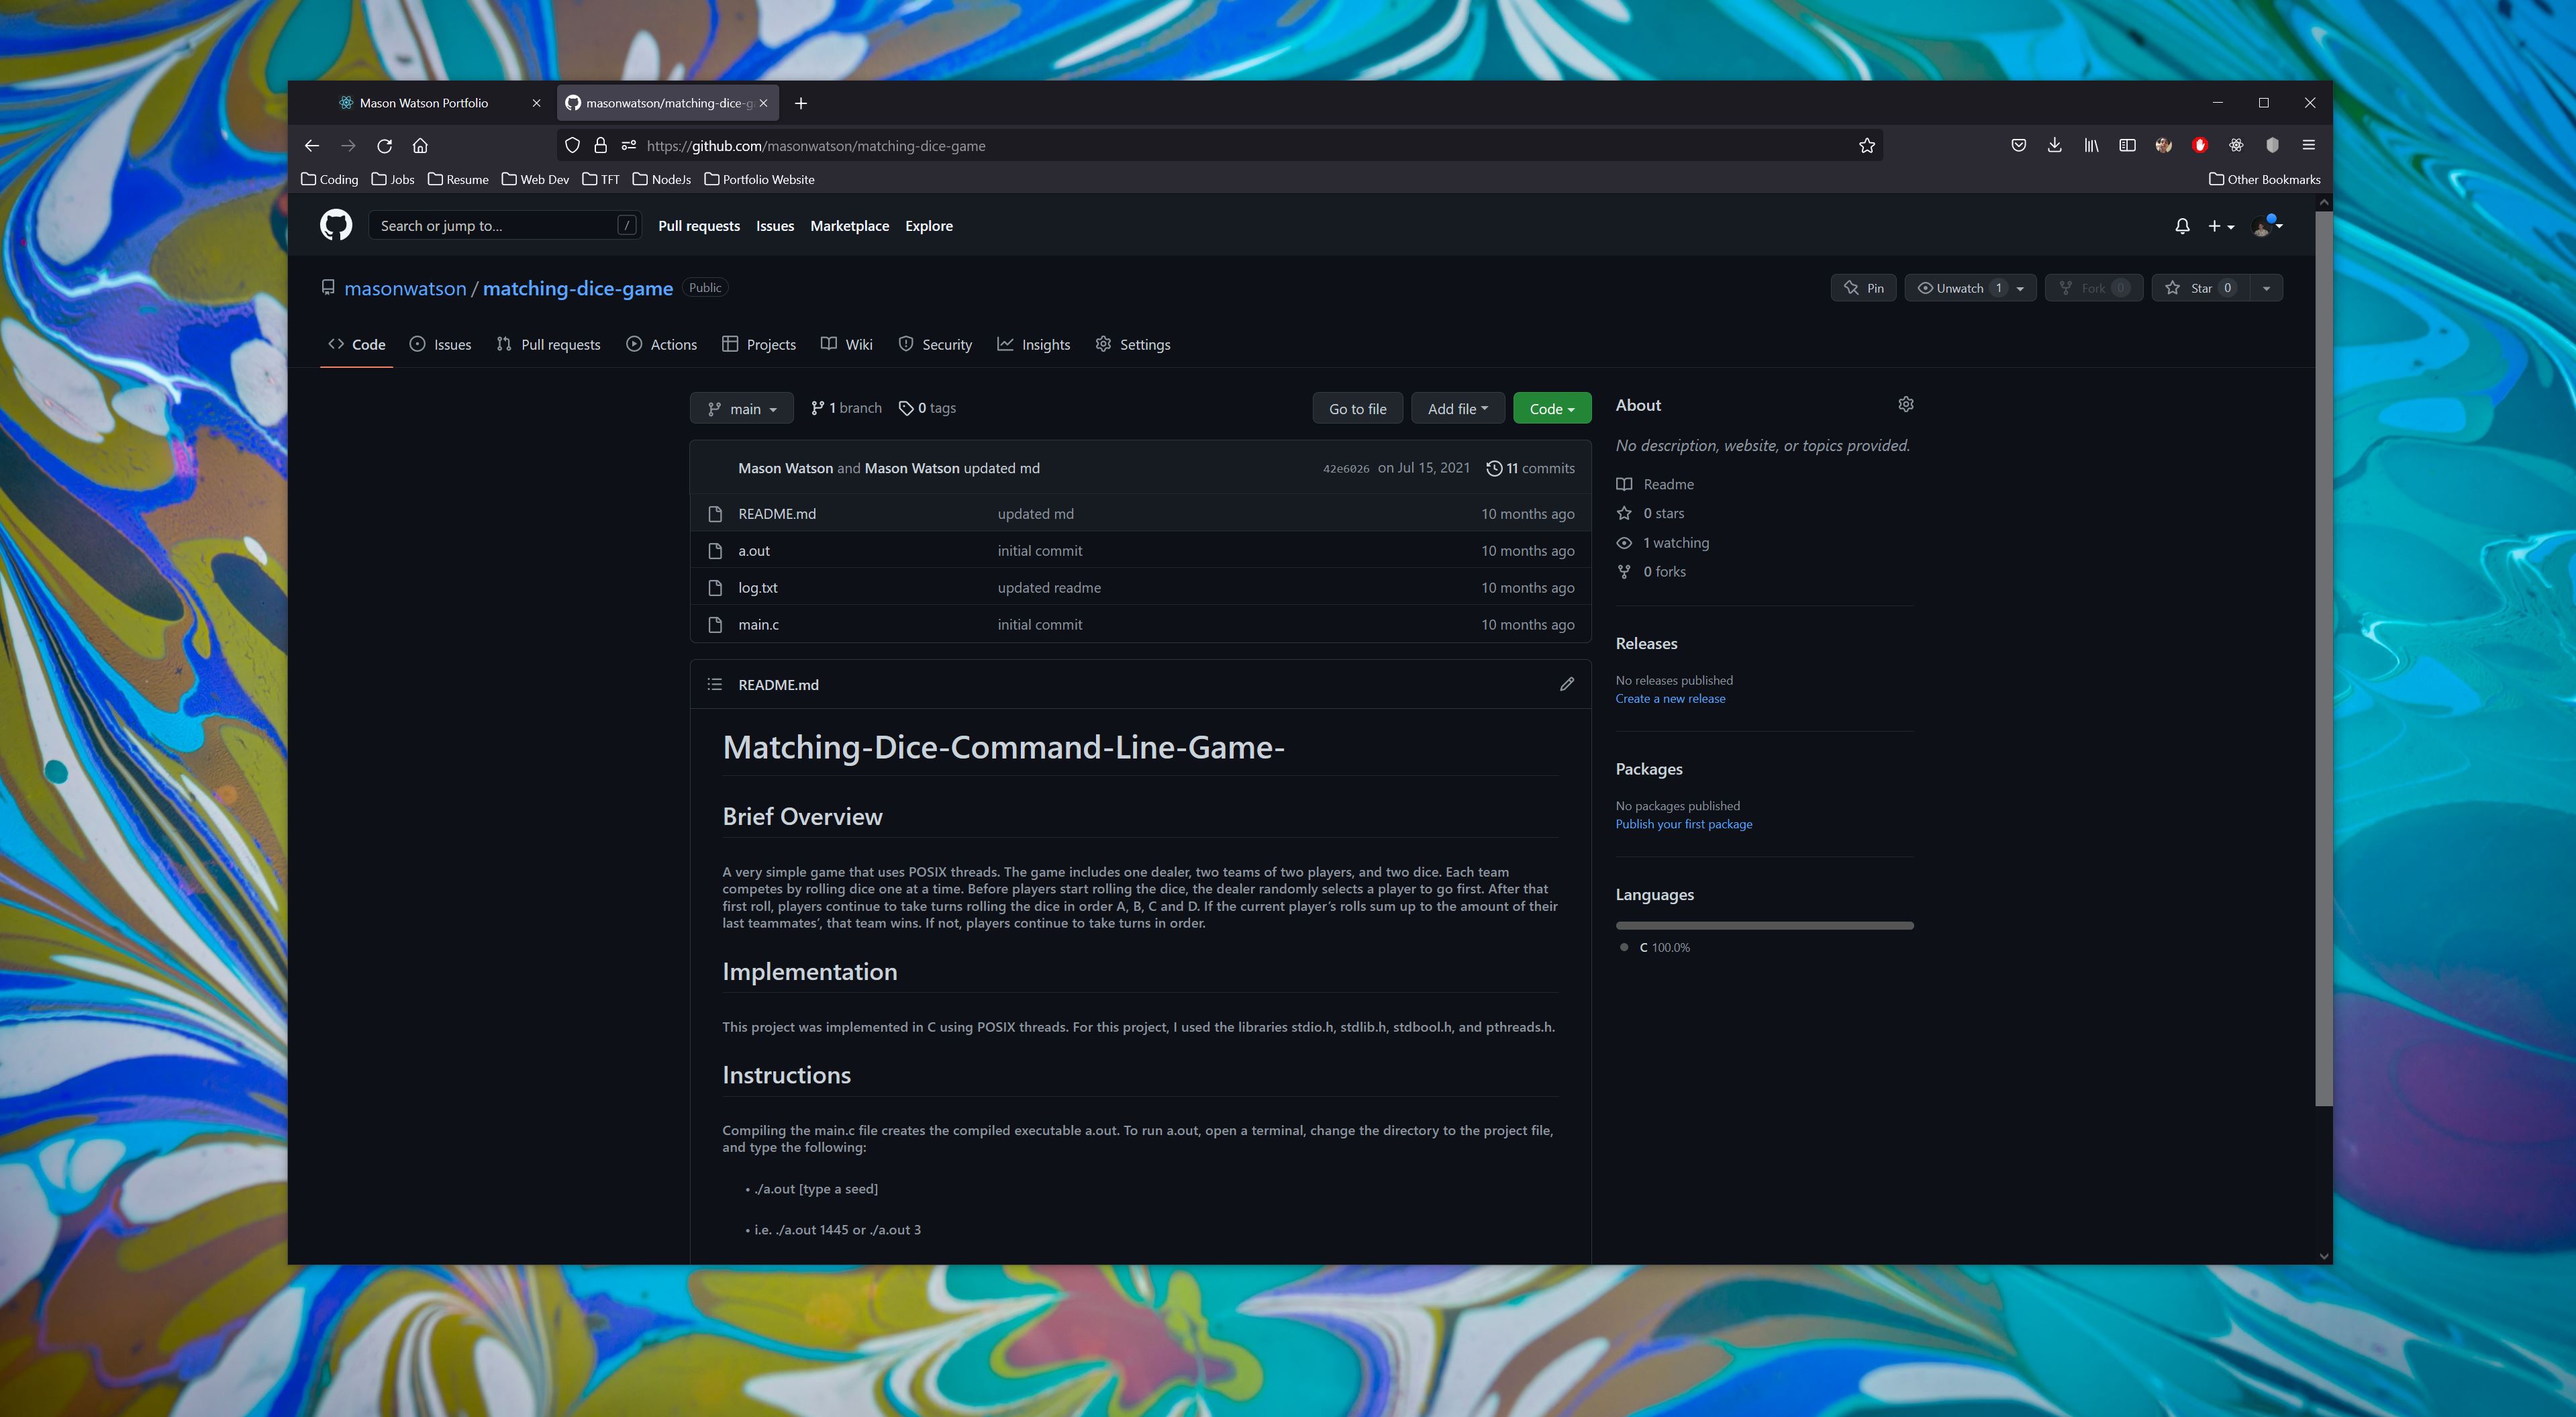 Mason Watson Portfolio
masonwatson/matching-dice-g
https://github.com/masonwatson/matching-dice-game
Coding Jobs Resume Web Dev TFT NodeJs Portfolio Website Other Bookmarks
Search or jump to... / Pull requests Issues Marketplace Explore
masonwatson / matching-dice-game Public Pin Unwatch 1 Fork 0 Star 0
Code Issues Pull requests Actions Projects Wiki Security Insights Settings
main 1 branch 0 tags Go to file Add file Code
Mason Watson and Mason Watson updated md 42e6026 on Jul 15, 2021 11 commits
README.md updated md 10 months ago
a.out initial commit 10 months ago
log.txt updated readme 10 months ago
main.c initial commit 10 months ago
README.md
Matching-Dice-Command-Line-Game-
Brief Overview
A very simple game that uses POSIX threads. The game includes one dealer, two teams of two players, and two dice. Each team
competes by rolling dice one at a time. Before players start rolling the dice, the dealer randomly selects a player to go first. After that
first roll, players continue to take turns rolling the dice in order A, B, C and D. If the current player's rolls sum up to the amount of their
last teammates', that team wins. If not, players continue to take turns in order.
Implementation
This project was implemented in C using POSIX threads. For this project, I used the libraries stdio.h, stdlib.h, stdbool.h, and pthreads.h.
Instructions
Compiling the main.c file creates the compiled executable a.out. To run a.out, open a terminal, change the directory to the project file,
and type the following:
• ./a.out [type a seed]
• i.e. ./a.out 1445 or ./a.out 3
About
No description, website, or topics provided.
Readme
0 stars
1 watching
0 forks
Releases
No releases published
Create a new release
Packages
No packages published
Publish your first package
Languages
C 100.0%